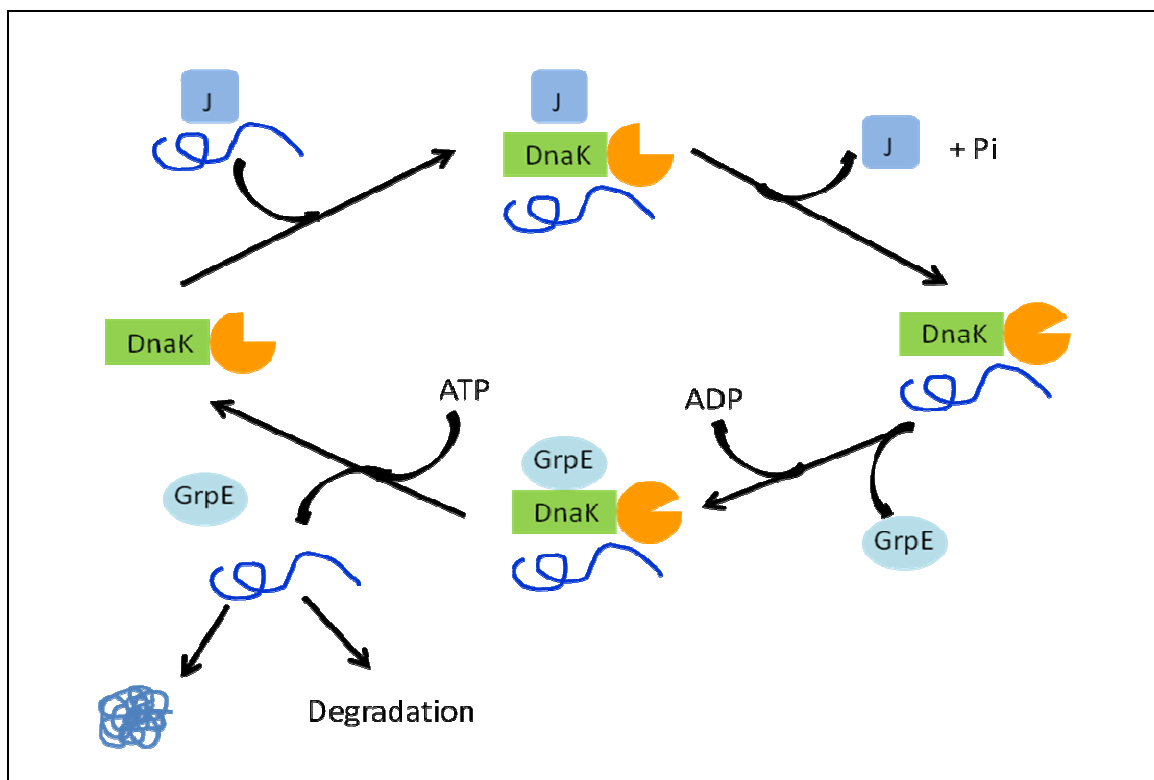 J
J
DnaK
J + Pi
DnaK
DnaK
ATP
ADP
GrpE
GrpE
DnaK
GrpE
Degradation